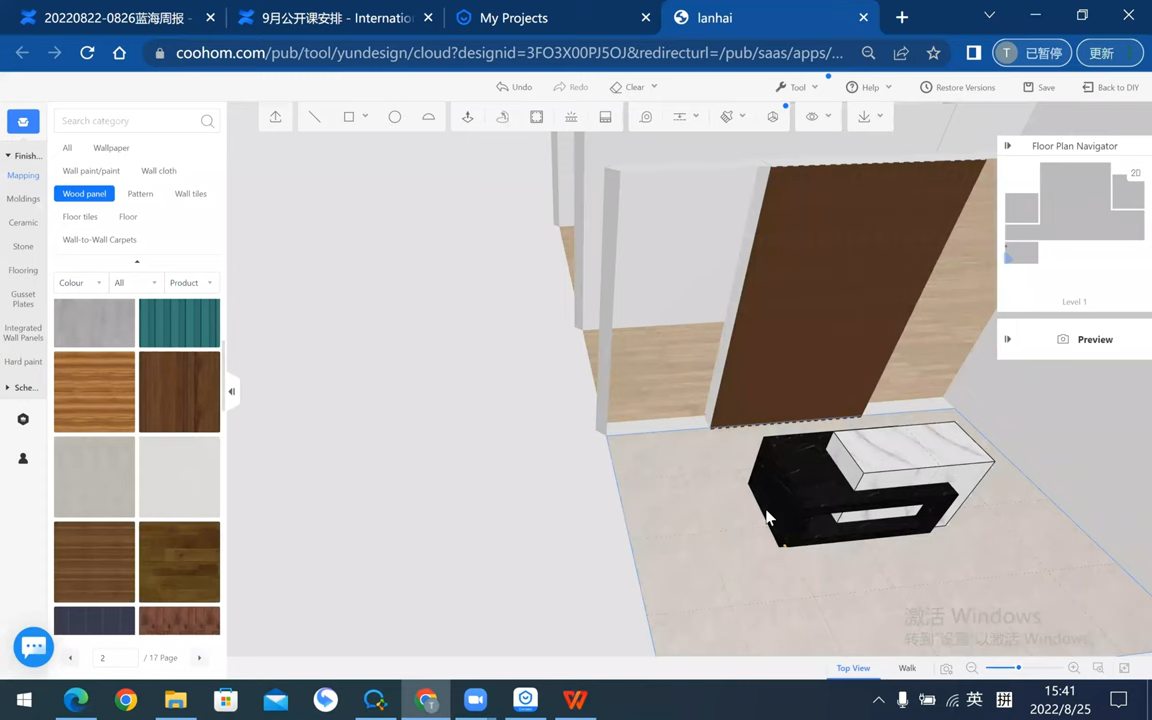 20220822-0826蓝海周报 -
9月公开课安排 - Internatio
My Projects
lanhai
coohom.com/pub/tool/yundesign/cloud?designid=3FO3X00PJ5OJ&redirecturl=/pub/saas/apps/...
T 已暂停
更新
Undo
Redo
Clear
Tool
Help
Restore Versions
Save
Back to DIY
Search category
Finish...
Mapping
Moldings
Ceramic
Stone
Flooring
Gusset
Plates
Integrated
Wall Panels
Hard paint
Sche...
All Wallpaper
Wall paint/paint Wall cloth
Wood panel Pattern Wall tiles
Floor tiles Floor
Wall-to-Wall Carpets
Colour All Product
2 / 17 Page
Floor Plan Navigator
2D
Level 1
Preview
激活 Windows
转到"设置"以激活 Windows。
Top View Walk
T
英
拼
15:41
2022/8/25